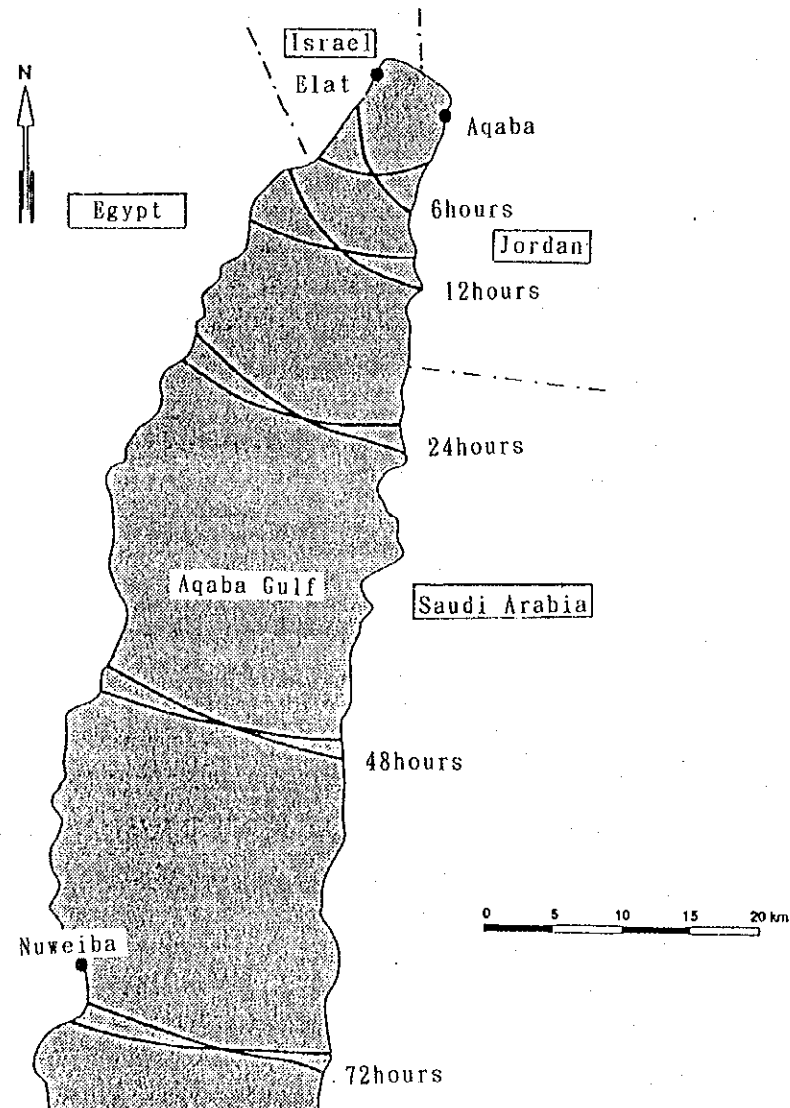 Israel
Elat
N
Aqaba
Egypt
6hours
Jordan
12hours
24hours
Aqaba Gulf
Saudi Arabia
48hours
0 5 10 15 20 km
Nuweiba
72hours